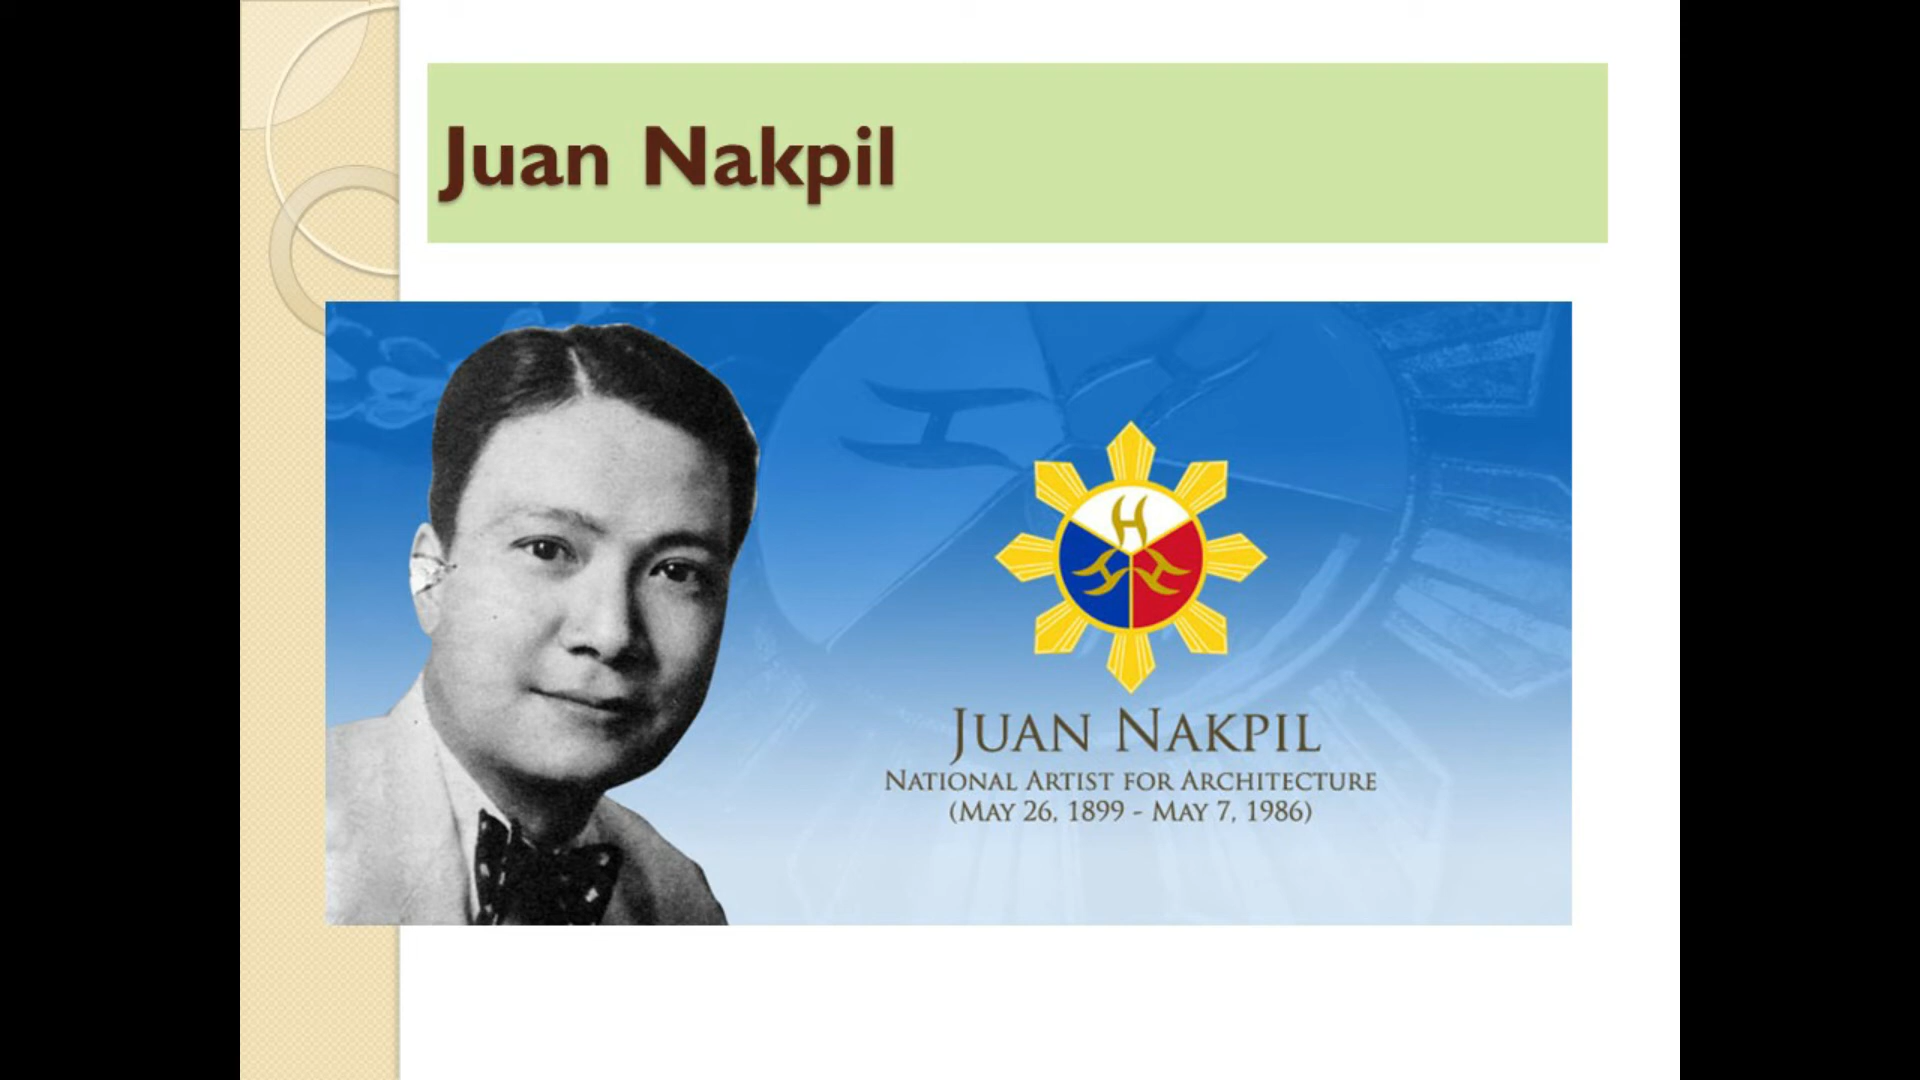 Juan Nakpil
JUAN NAKPIL
NATIONAL ARTIST FOR ARCHITECTURE
(MAY 26, 1899 - MAY 7, 1986)